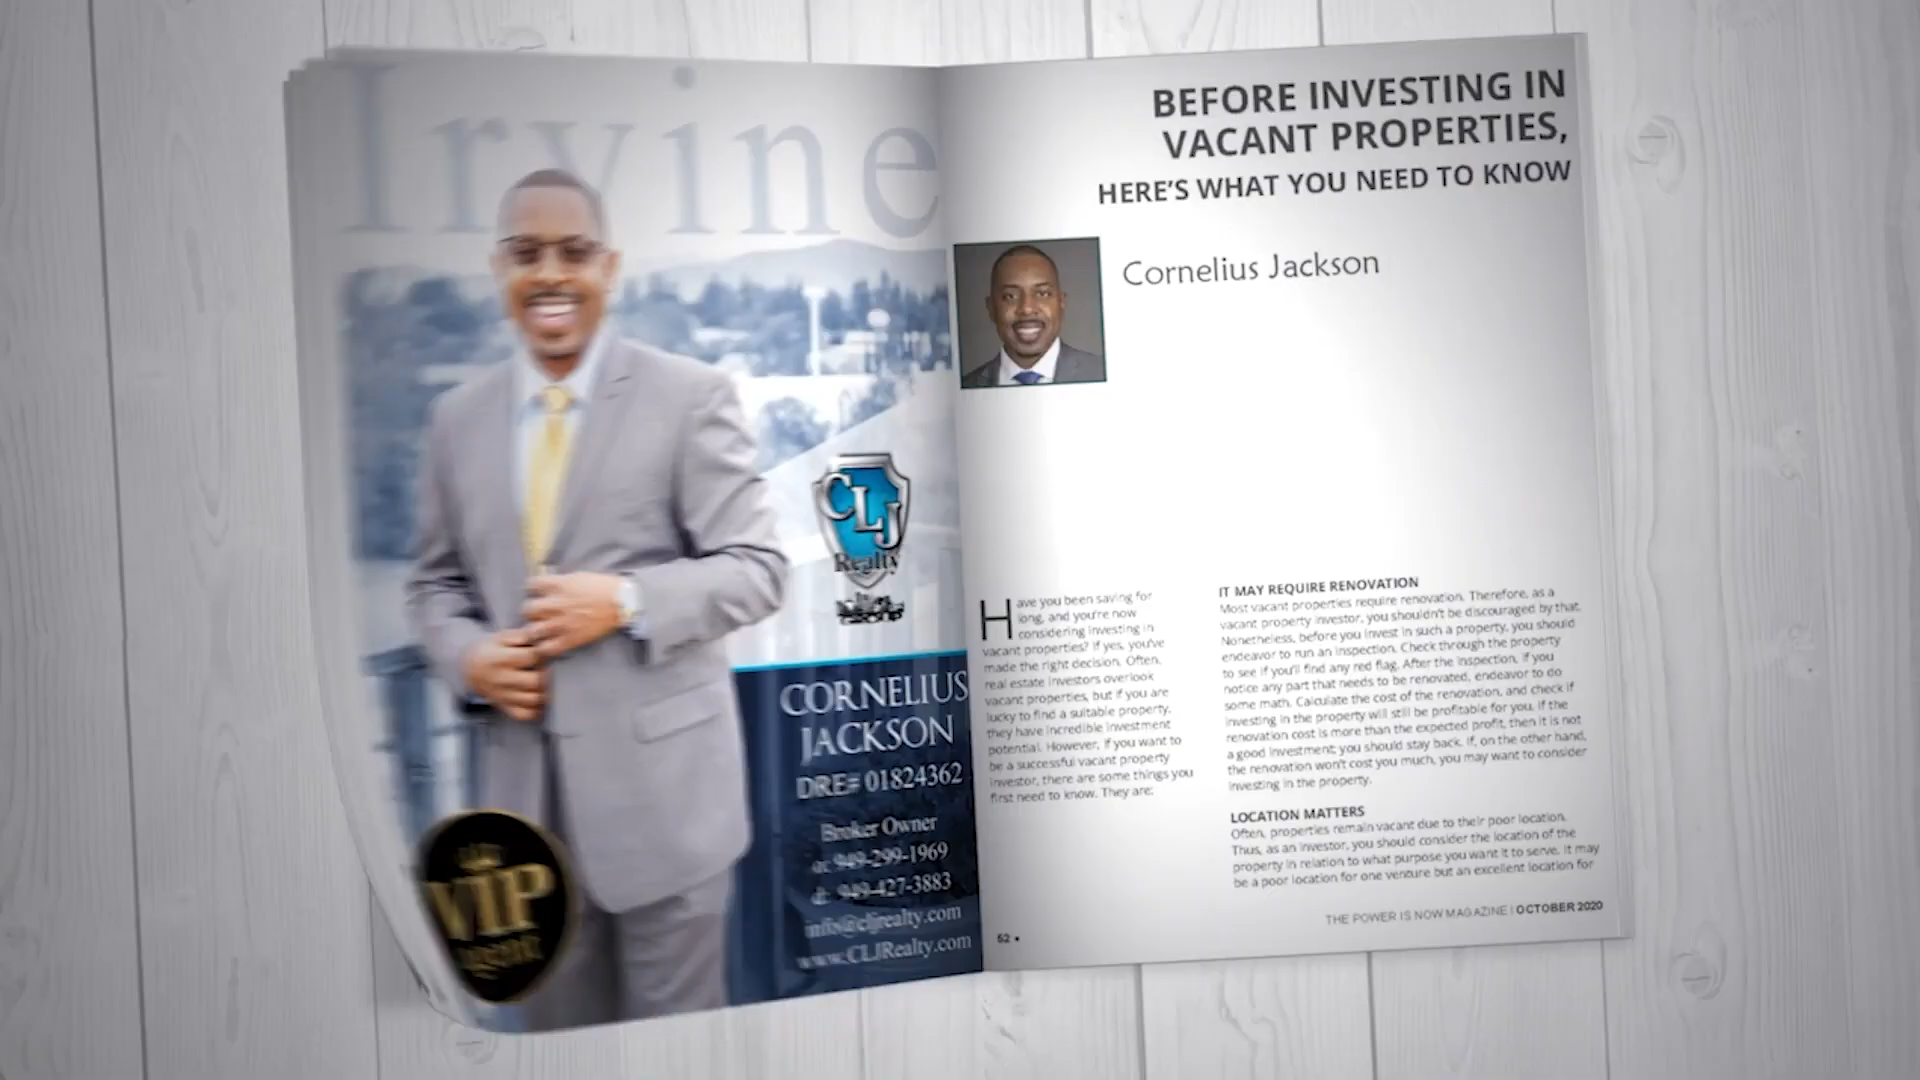 Irvine
CLJ
Realty
CORNELIUS
JACKSON
DRE# 01824362
Broker Owner
o: 949-299-1969
d: 949-427-3883
info@cljrealty.com
www.CLJRealty.com
VIP
agent
BEFORE INVESTING IN
VACANT PROPERTIES,
HERE'S WHAT YOU NEED TO KNOW
Cornelius Jackson
Have you been saving for
long, and you're now
considering investing in
vacant properties? If yes, you've
made the right decision. Often,
real estate investors overlook
vacant properties, but if you are
lucky to find a suitable property,
they have incredible investment
potential. However, if you want to
be a successful vacant property
investor, there are some things you
first need to know. They are:
IT MAY REQUIRE RENOVATION
Most vacant properties require renovation. Therefore, as a
vacant property investor, you shouldn't be discouraged by that.
Nonetheless, before you invest in such a property, you should
endeavor to run an inspection. Check through the property
to see if you'll find any red flag. After the inspection, if you
notice any part that needs to be renovated, endeavor to do
some math. Calculate the cost of the renovation, and check if
investing in the property will still be profitable for you. If the
renovation cost is more than the expected profit, then it is not
a good investment; you should stay back. If, on the other hand,
the renovation won't cost you much, you may want to consider
investing in the property.
LOCATION MATTERS
Often, properties remain vacant due to their poor location.
Thus, as an investor, you should consider the location of the
property in relation to what purpose you want it to serve. It may
be a poor location for one venture but an excellent location for
THE POWER IS NOW MAGAZINE | OCTOBER 2020
52 •